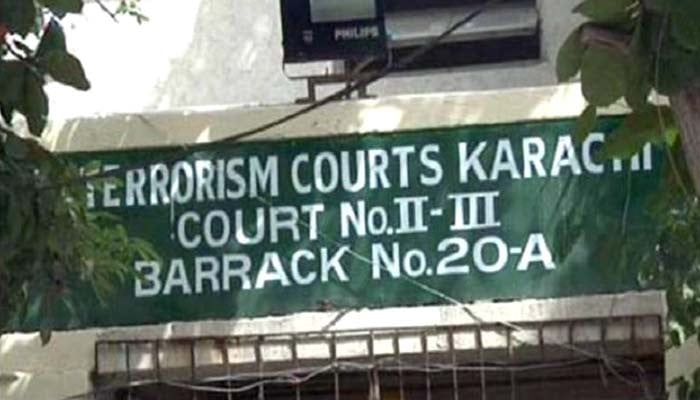 PHILIPS
TERRORISM COURTS KARACHI
COURT No.II-III
BARRACK No.20-A